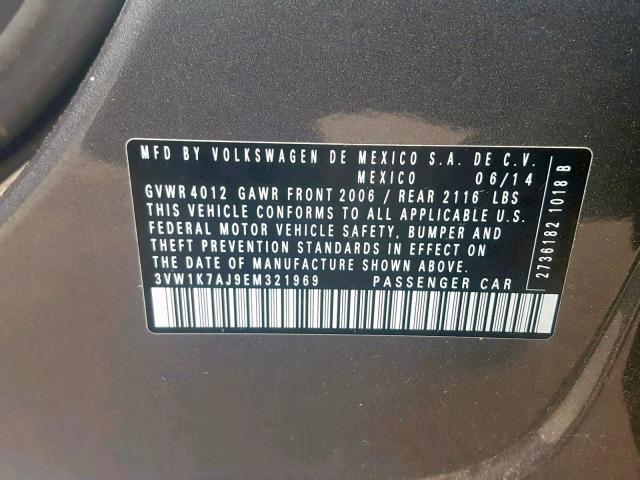 MFD BY VOLKSWAGEN DE MEXICO S.A. DE C.V.
MEXICO 06/14
GVWR 4012 GAWR FRONT 2006 / REAR 2116 LBS
THIS VEHICLE CONFORMS TO ALL APPLICABLE U.S.
FEDERAL MOTOR VEHICLE SAFETY, BUMPER AND
THEFT PREVENTION STANDARDS IN EFFECT ON
THE DATE OF MANUFACTURE SHOWN ABOVE.
3VW1K7AJ9EM321969 PASSENGER CAR
2736182 1018 B